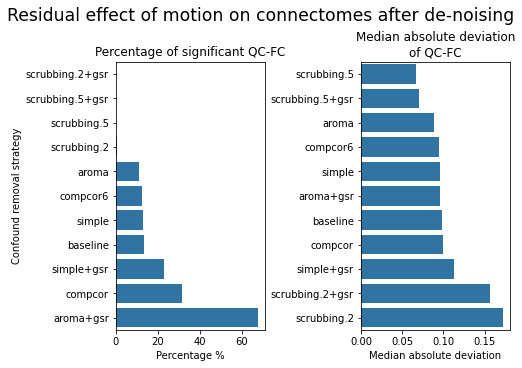 Residual effect of motion on connectomes after de-noising
Percentage of significant QC-FC
Confound removal strategy
scrubbing.2+gsr
scrubbing.5+gsr
scrubbing.5
scrubbing.2
aroma
compcor6
simple
baseline
simple+gsr
compcor
aroma+gsr
0 20 40 60
Percentage %
Median absolute deviation
of QC-FC
scrubbing.5
scrubbing.5+gsr
aroma
compcor6
simple
aroma+gsr
baseline
compcor
simple+gsr
scrubbing.2+gsr
scrubbing.2
0.00 0.05 0.10 0.15
Median absolute deviation